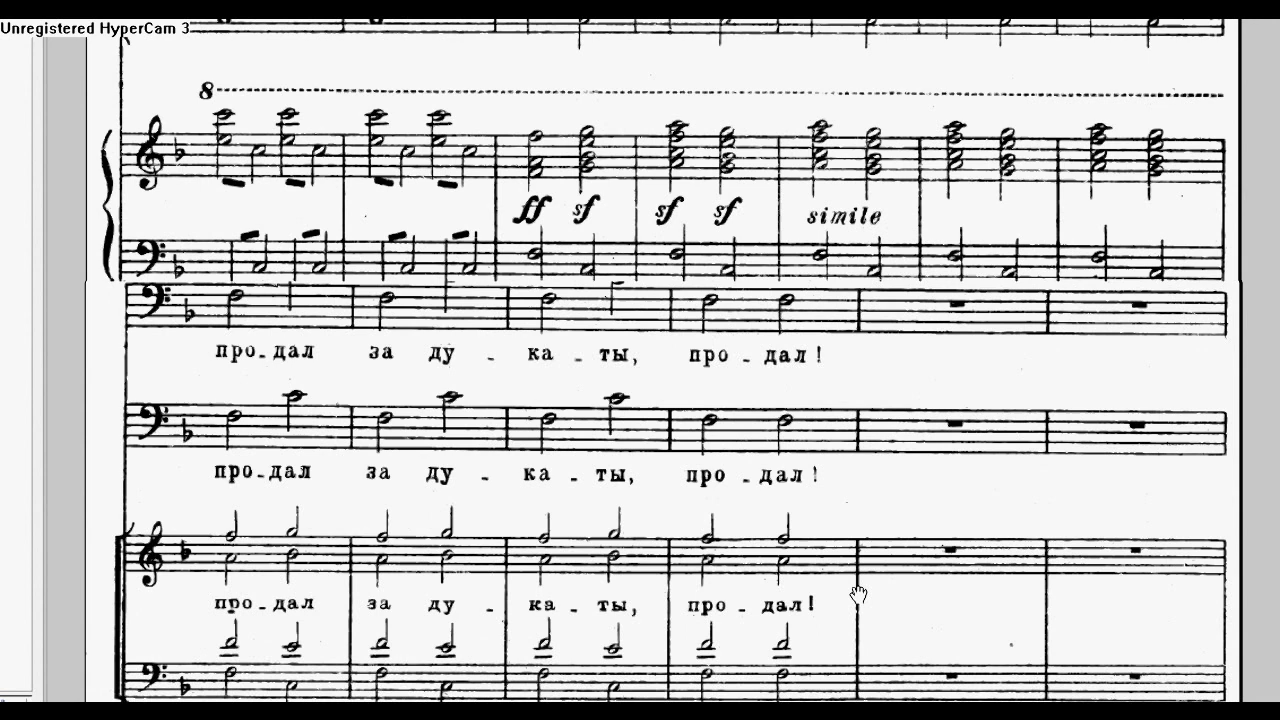 Unregistered HyperCam 3
8
ff sf sf sf simile
про-дал за ду - ка - ты, про - дал!
про-дал за ду - ка - ты, про - дал!
про-дал за ду - ка - ты, про - дал!